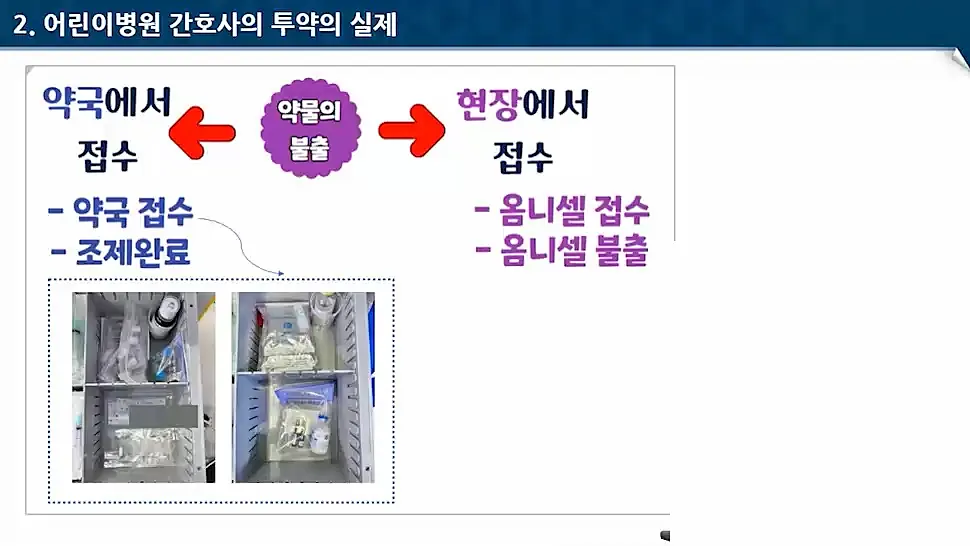 2. 어린이병원 간호사의 투약의 실제
약국에서
접수
- 약국 접수
- 조제완료
약물의
불출
현장에서
접수
- 옴니셀 접수
- 옴니셀 불출